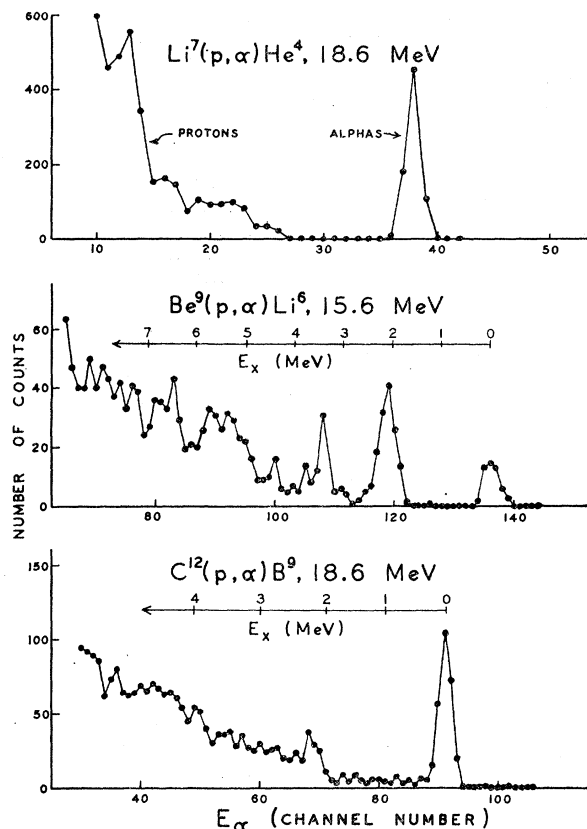 600
400
200
0
Li⁷(p,α)He⁴, 18.6 MeV
PROTONS
ALPHAS
10 20 30 40 50
NUMBER OF COUNTS
Be⁹(p,α)Li⁶, 15.6 MeV
7 6 5 4 3 2 1 0
Eₓ (MeV)
60
40
20
0
80 100 120 140
C¹²(p,α)B⁹, 18.6 MeV
4 3 2 1 0
Eₓ (MeV)
150
100
50
0
40 60 80 100
E_α (CHANNEL NUMBER)